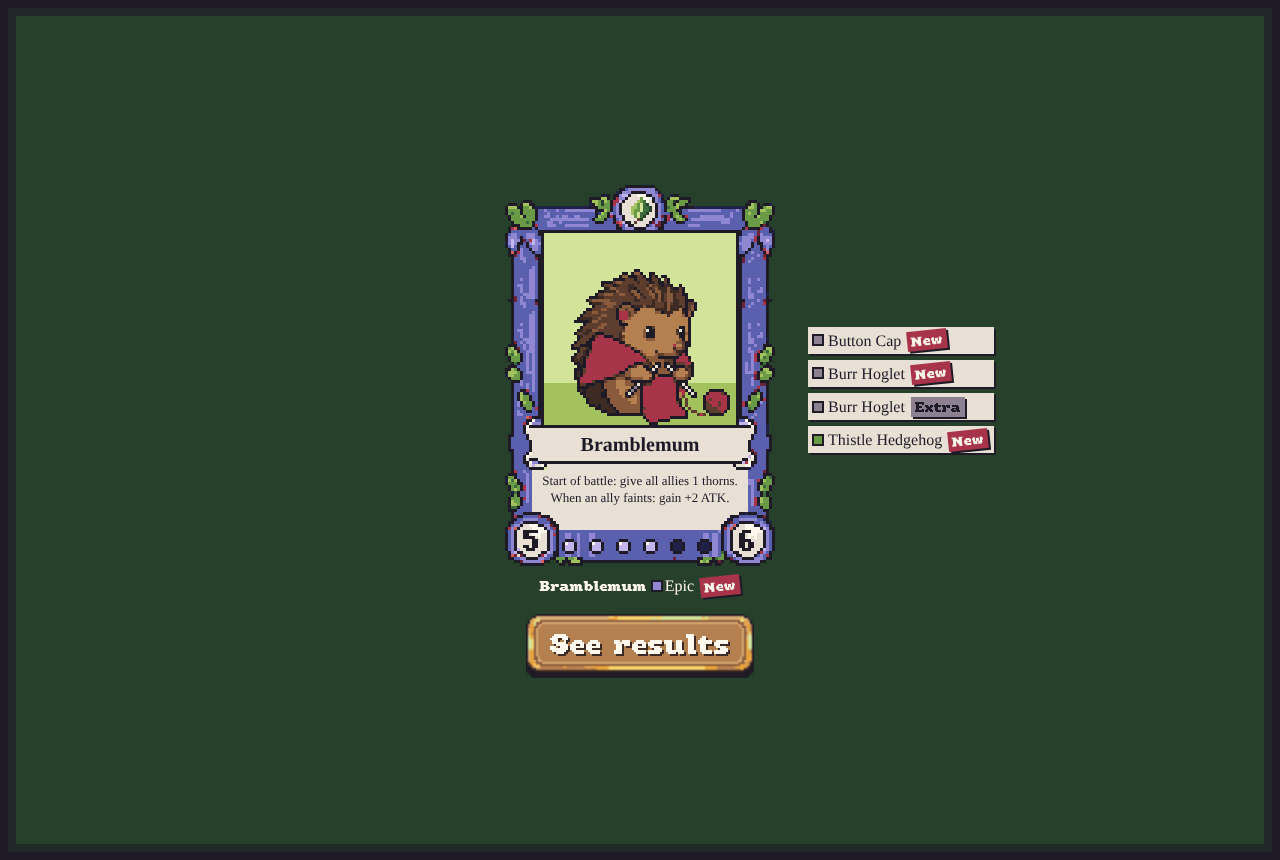 Bramblemum
Start of battle: give all allies 1 thorns.
When an ally faints: gain +2 ATK.
5
6
Bramblemum Epic New
See results
Button Cap New
Burr Hoglet New
Burr Hoglet Extra
Thistle Hedgehog New